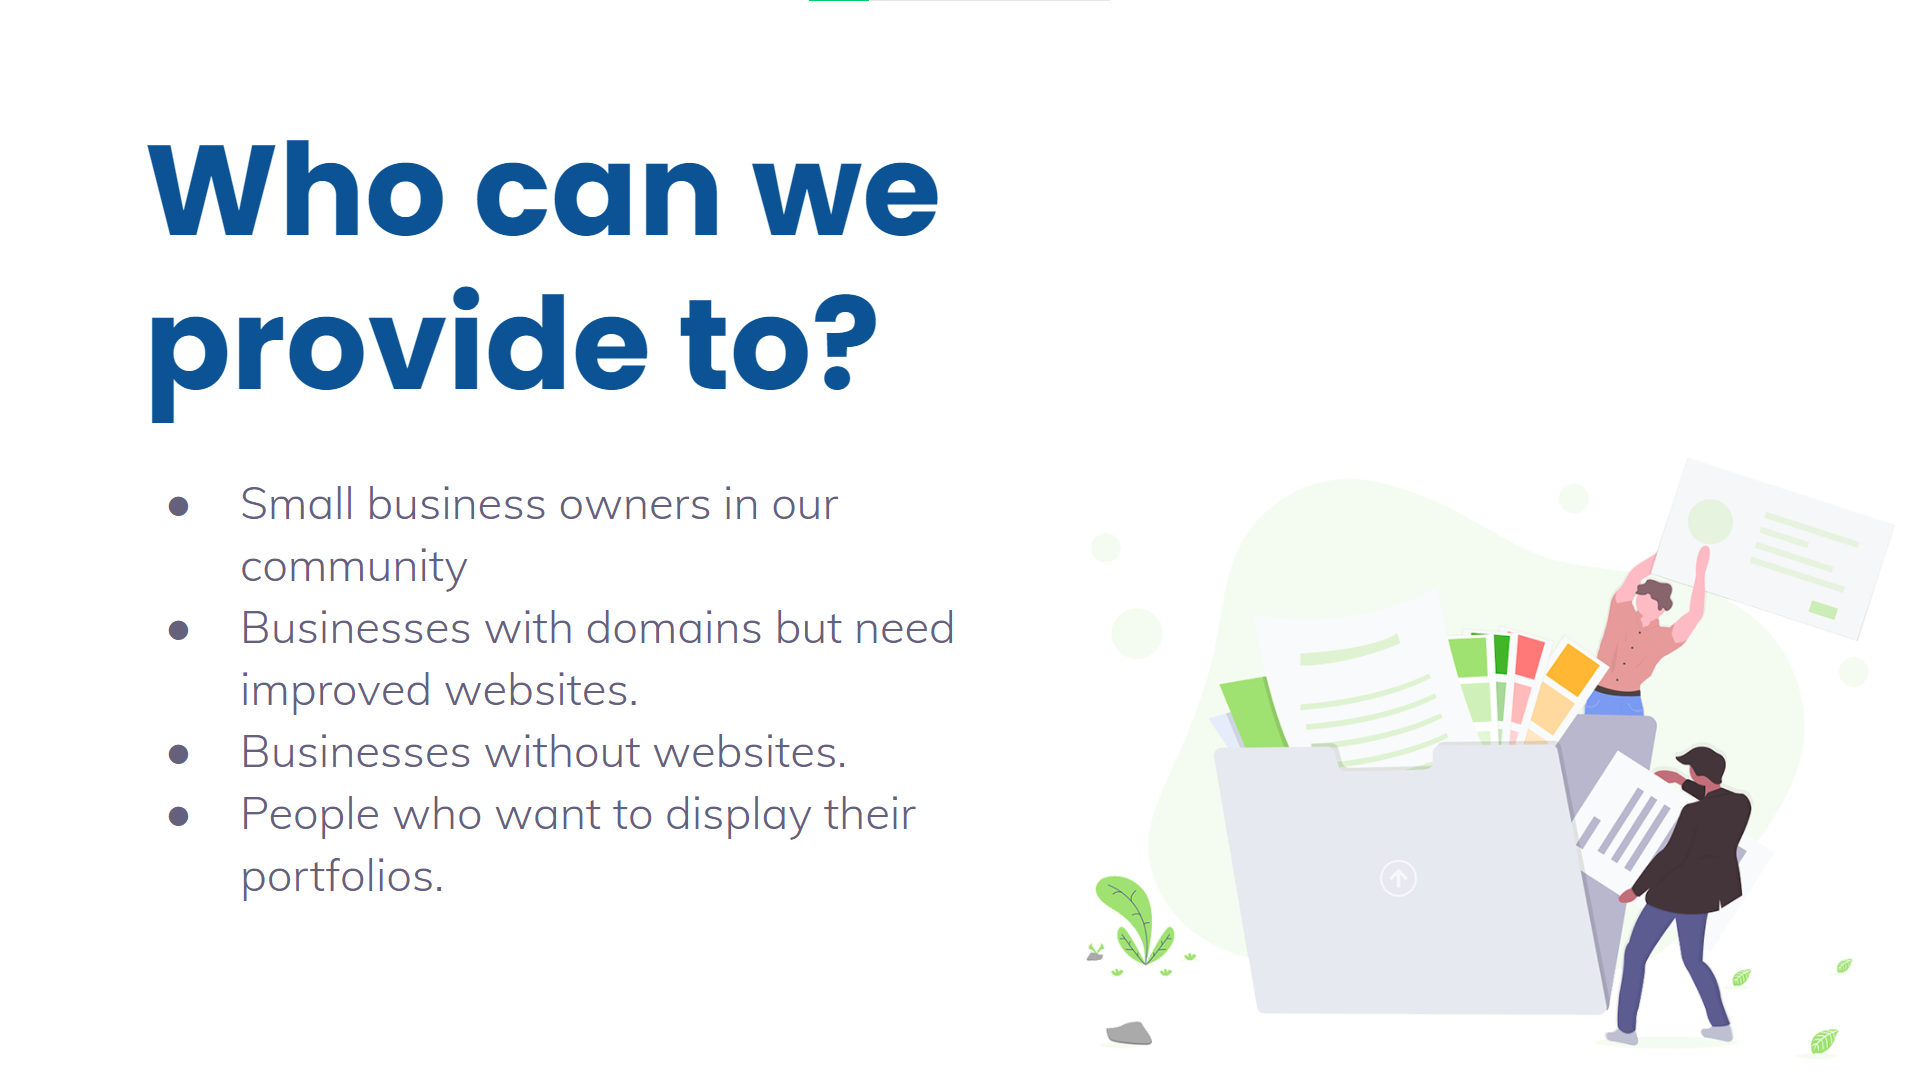 Who can we
provide to?
● Small business owners in our
community
● Businesses with domains but need
improved websites.
● Businesses without websites.
● People who want to display their
portfolios.